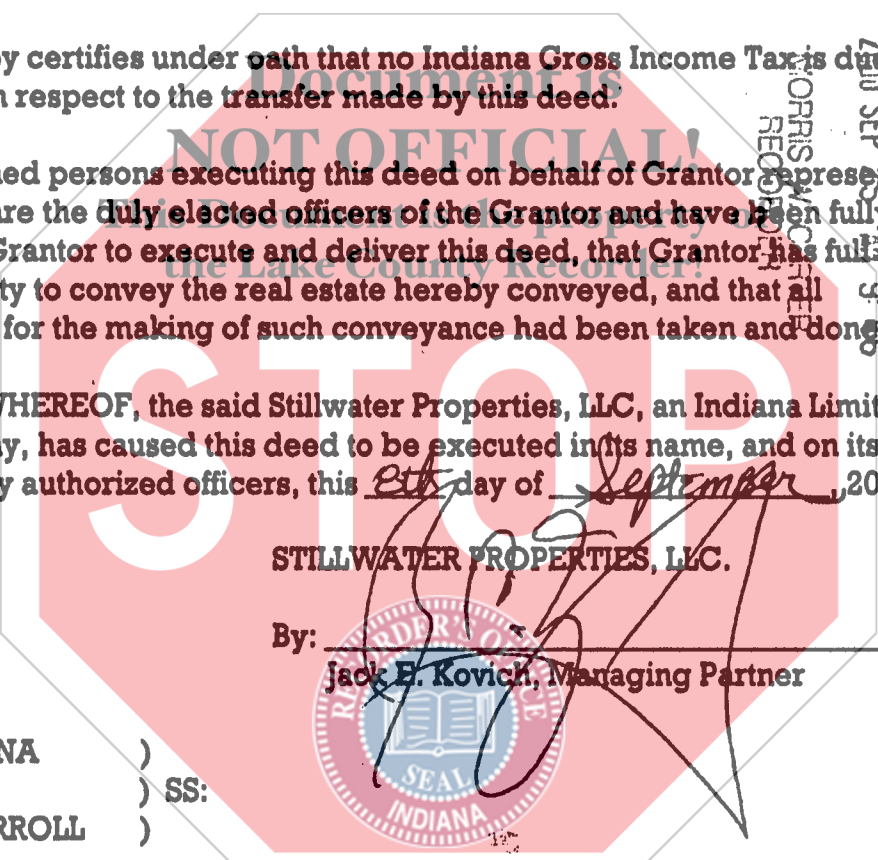 y certifies under oath that no Indiana Gross Income Tax is du
n respect to the transfer made by this deed.
ned persons executing this deed on behalf of Grantor represe
are the duly elected officers of the Grantor and have been full
Grantor to execute and deliver this deed, that Grantor has full
ty to convey the real estate hereby conveyed, and that all
for the making of such conveyance had been taken and done
WHEREOF, the said Stillwater Properties, LLC, an Indiana Limit
y, has caused this deed to be executed in its name, and on its
y authorized officers, this 8th day of September, 20
STILLWATER PROPERTIES, LLC.
By:
Jack E. Kovich, Managing Partner
NA )
) SS:
RROLL )
Document is
NOT OFFICIAL!
This Document is the property of
the Lake County Recorder!
STOP
RECORDER'S OFFICE
SEAL
INDIANA
SEP
MORRIS W. CARTER
RECORDER